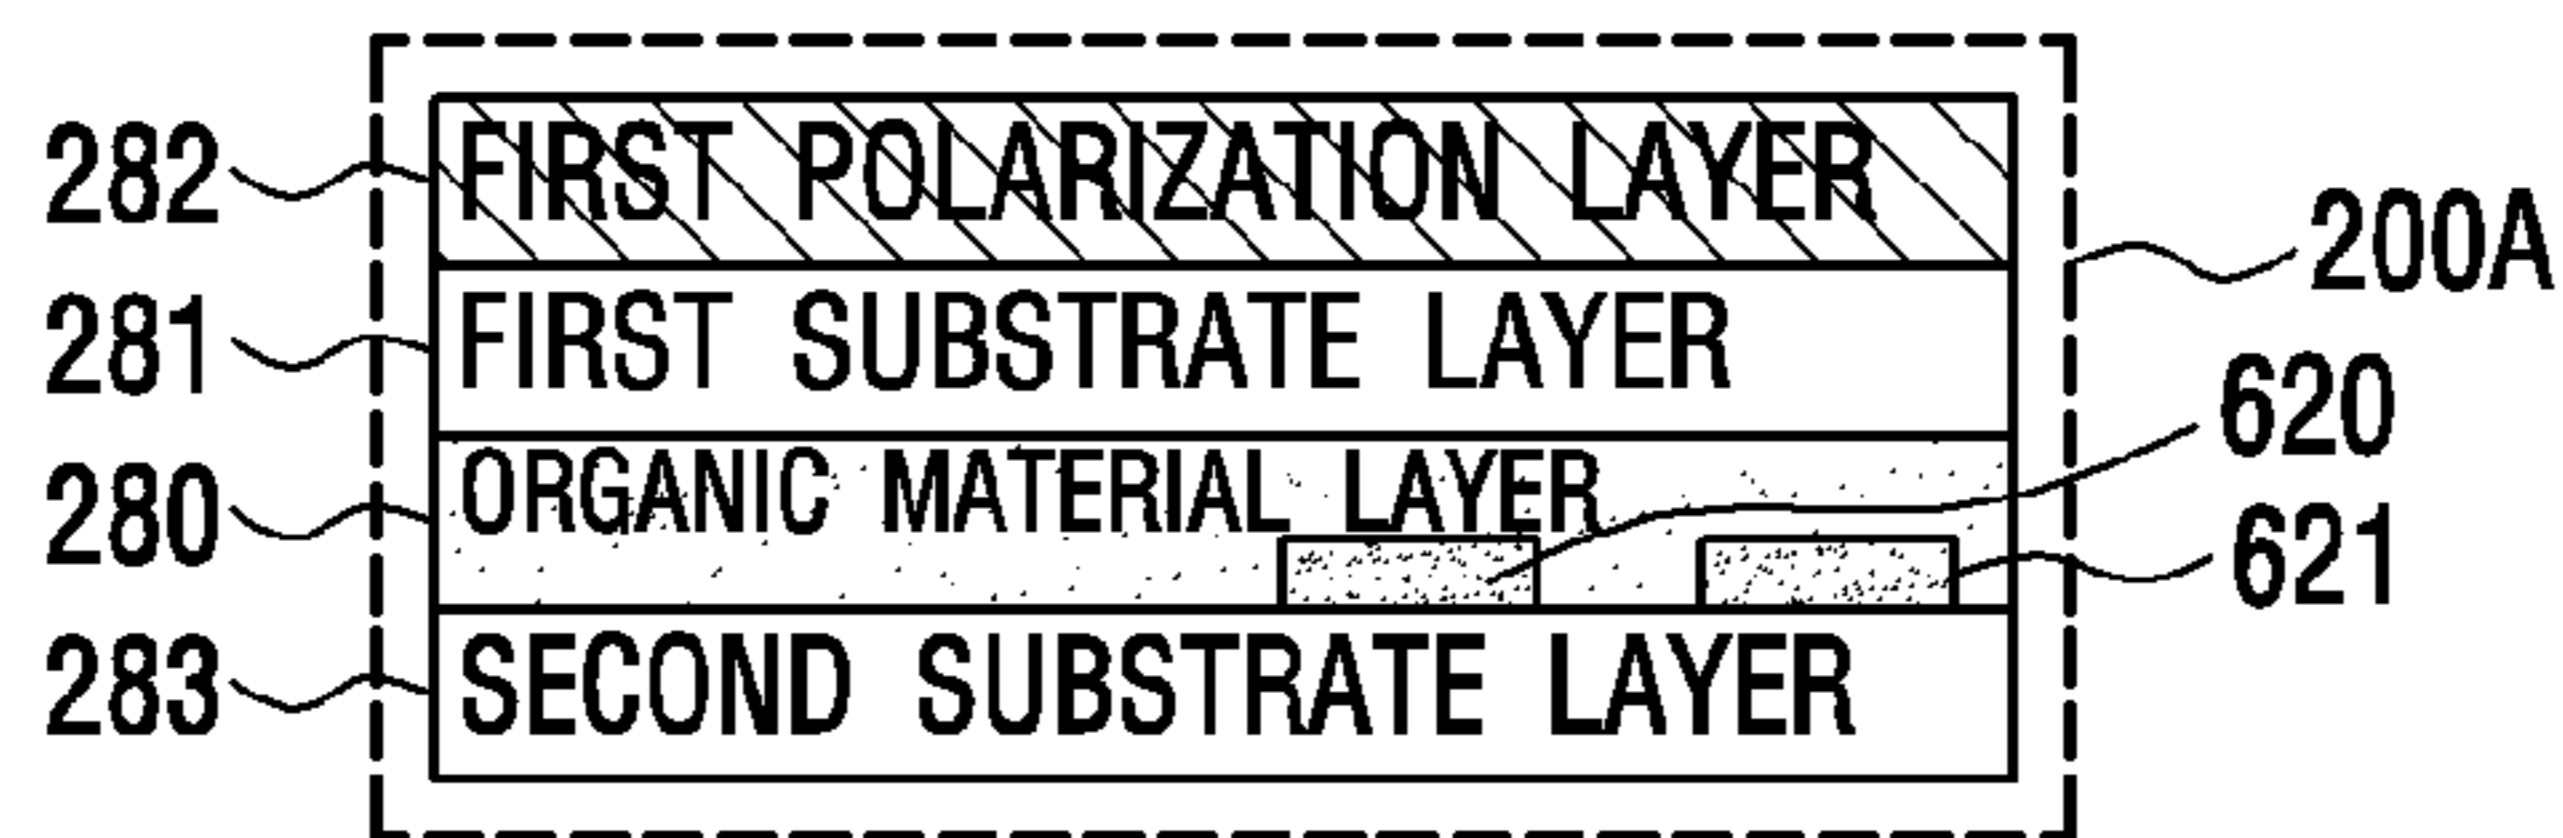 282 FIRST POLARIZATION LAYER
200A
281 FIRST SUBSTRATE LAYER
620
280 ORGANIC MATERIAL LAYER
621
283 SECOND SUBSTRATE LAYER